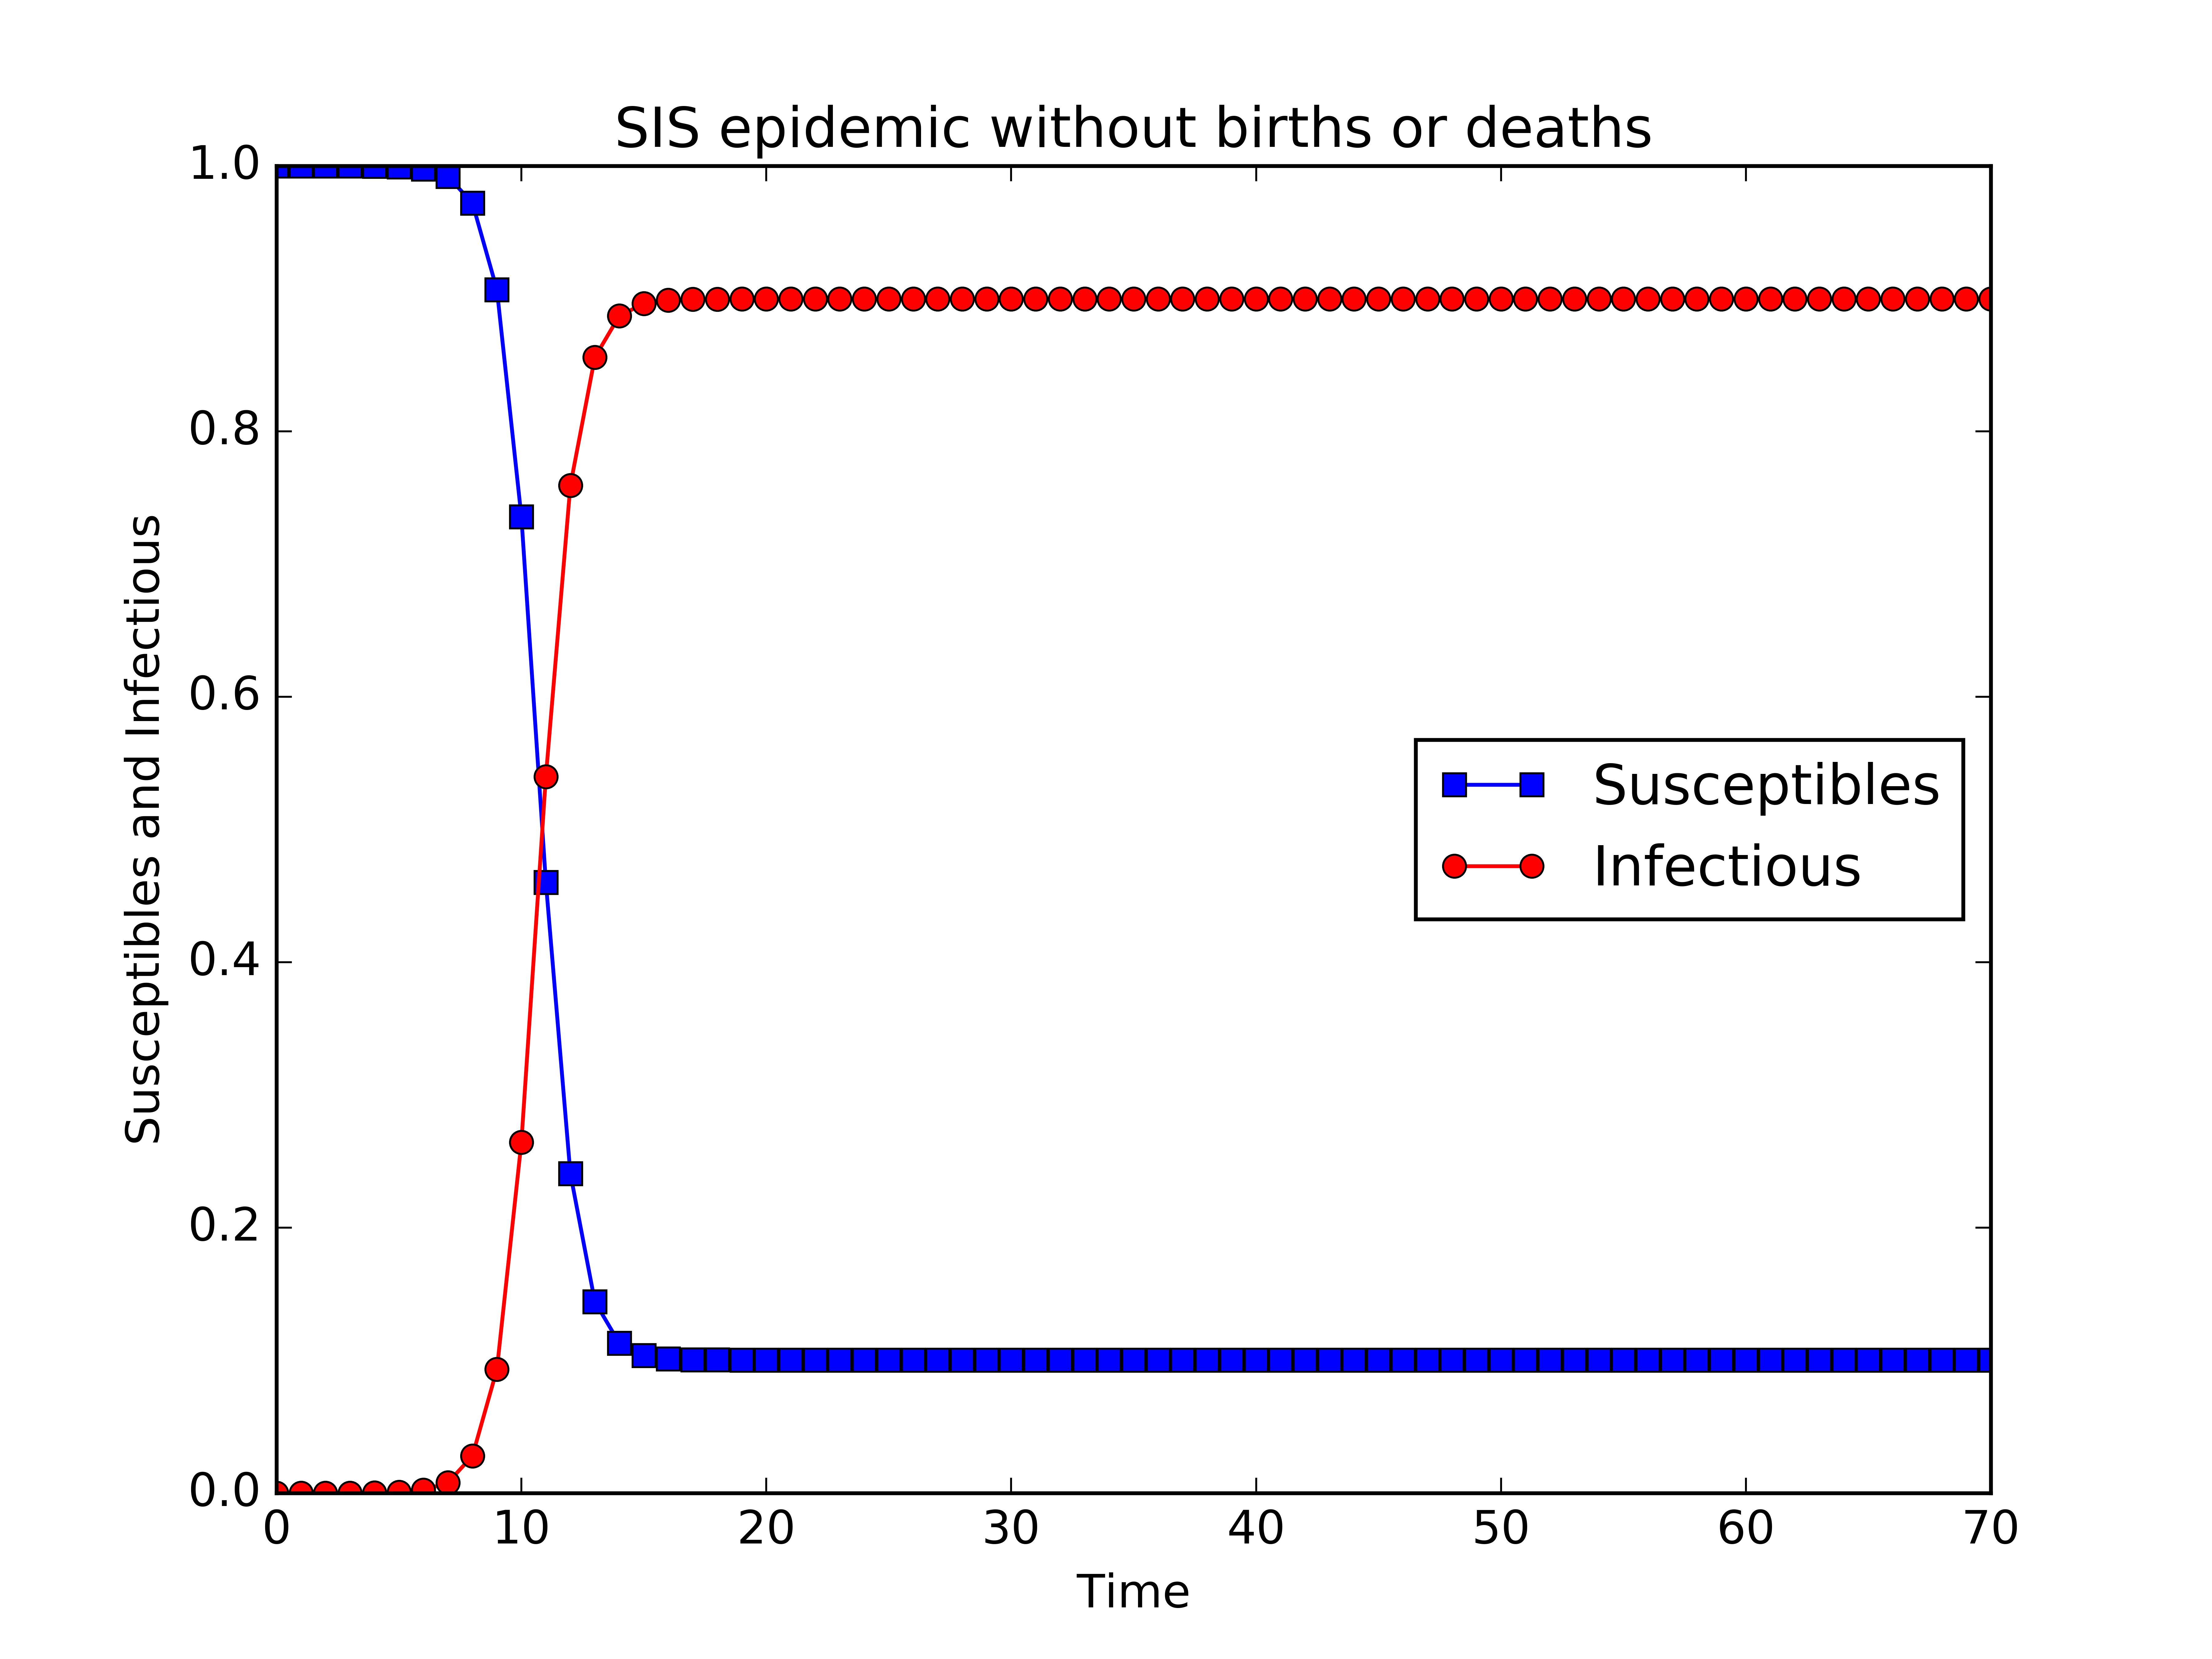 SIS epidemic without births or deaths
1.0
0.8
0.6
0.4
0.2
0.0
Susceptibles and Infectious
Susceptibles
Infectious
0 10 20 30 40 50 60 70
Time